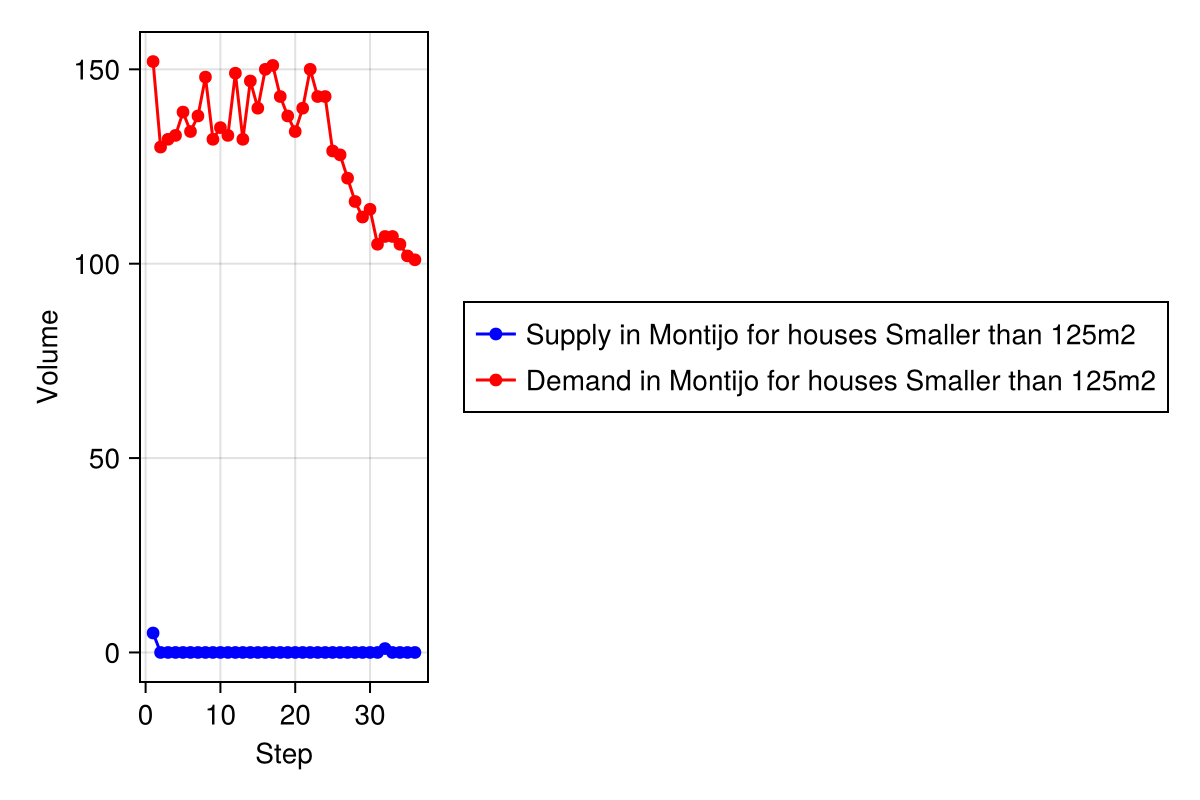 150
100
50
0
Volume
0 10 20 30
Step
Supply in Montijo for houses Smaller than 125m2
Demand in Montijo for houses Smaller than 125m2